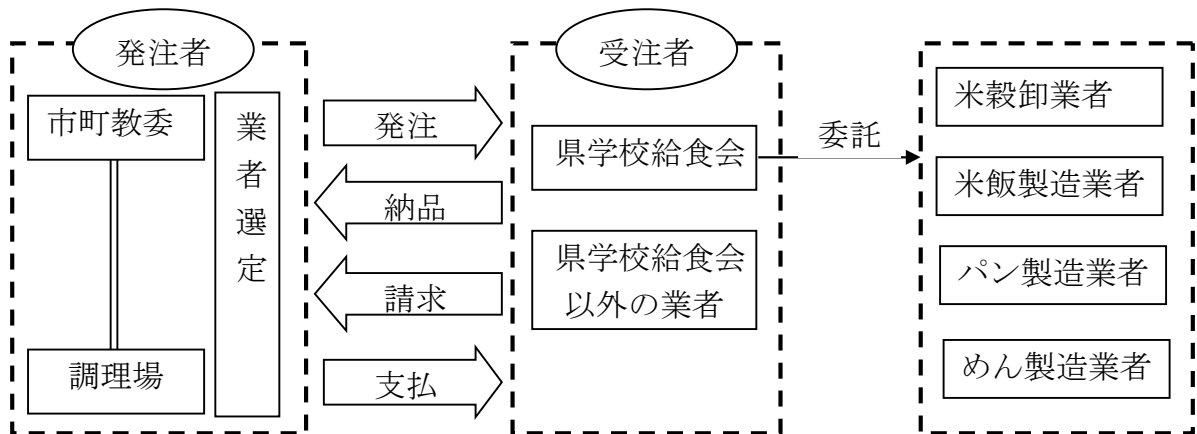 発注者
市町教委
調理場
業者選定
発注
納品
請求
支払
受注者
県学校給食会
県学校給食会
以外の業者
委託
米穀卸業者
米飯製造業者
パン製造業者
めん製造業者